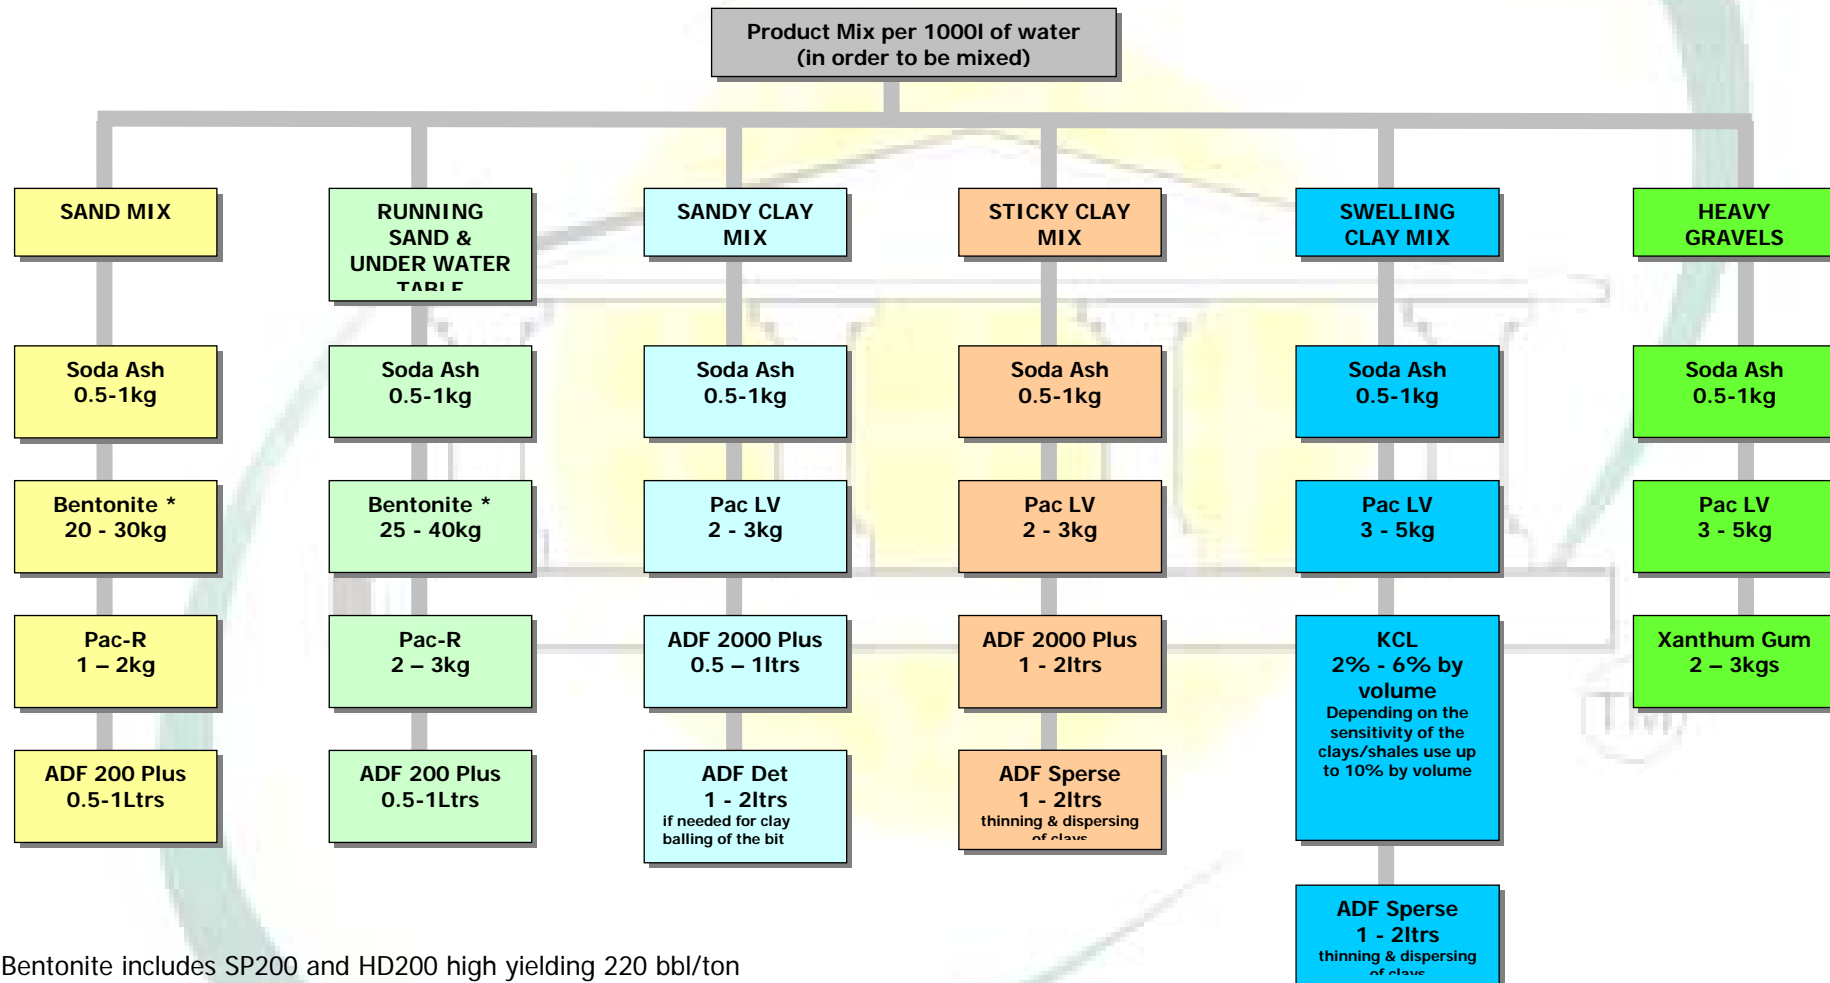 Product Mix per 1000l of water
(in order to be mixed)
SAND MIX
RUNNING
SAND &
UNDER WATER
TABLE
SANDY CLAY
MIX
STICKY CLAY
MIX
SWELLING
CLAY MIX
HEAVY
GRAVELS
Soda Ash
0.5-1kg
Soda Ash
0.5-1kg
Soda Ash
0.5-1kg
Soda Ash
0.5-1kg
Soda Ash
0.5-1kg
Soda Ash
0.5-1kg
Bentonite *
20 - 30kg
Bentonite *
25 - 40kg
Pac LV
2 - 3kg
Pac LV
2 - 3kg
Pac LV
3 - 5kg
Pac LV
3 - 5kg
Pac-R
1 – 2kg
Pac-R
2 – 3kg
ADF 2000 Plus
0.5 – 1ltrs
ADF 2000 Plus
1 - 2ltrs
KCL
2% - 6% by
volume
Depending on the
sensitivity of the
clays/shales use up
to 10% by volume
Xanthum Gum
2 – 3kgs
TM
ADF 200 Plus
0.5-1Ltrs
ADF 200 Plus
0.5-1Ltrs
ADF Det
1 - 2ltrs
if needed for clay
balling of the bit
ADF Sperse
1 - 2ltrs
thinning & dispersing
of clays
ADF Sperse
1 - 2ltrs
thinning & dispersing
of clays
Bentonite includes SP200 and HD200 high yielding 220 bbl/ton